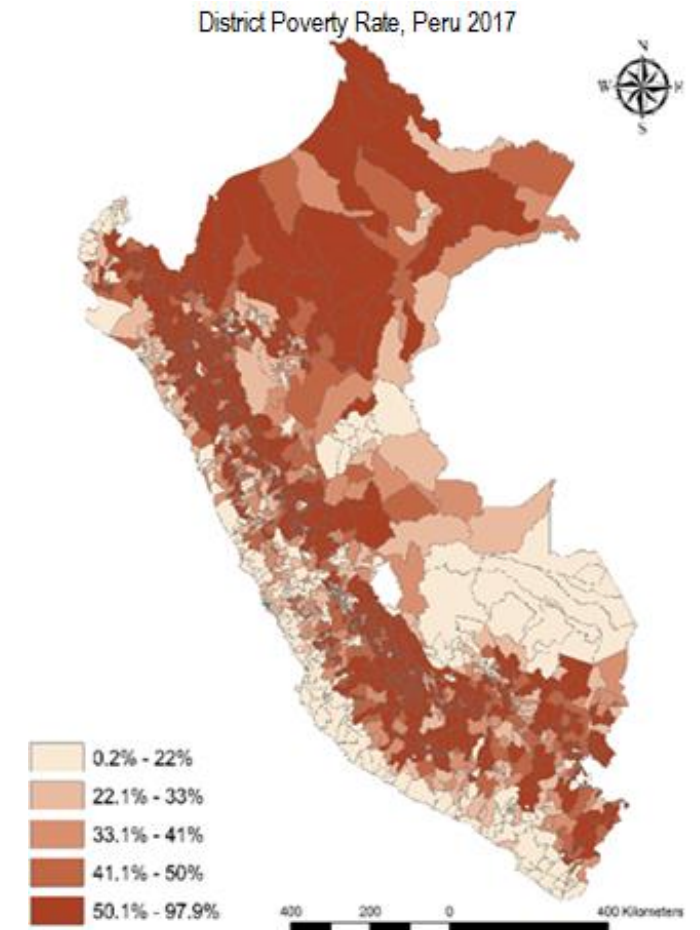 District Poverty Rate, Peru 2017
N
W E
S
0.2% - 22%
22.1% - 33%
33.1% - 41%
41.1% - 50%
50.1% - 97.9%
400 200 0 400 Kilometers